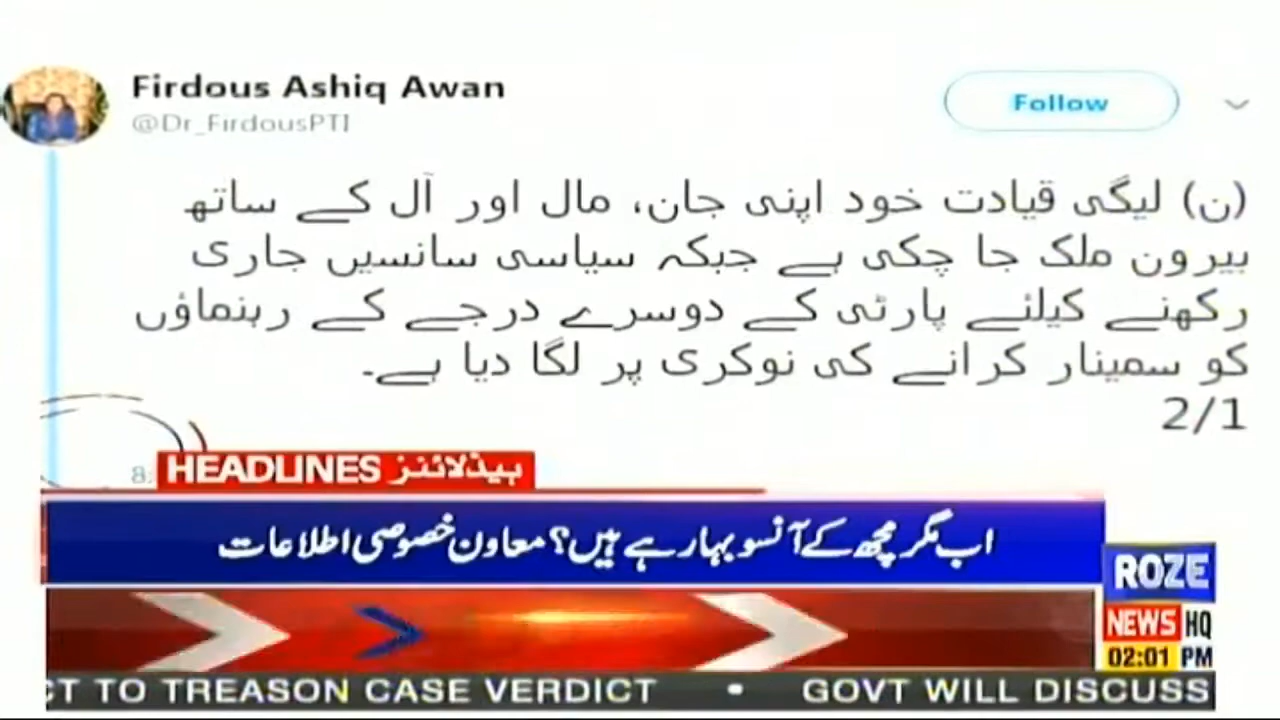 Firdous Ashiq Awan
@Dr_FirdousPTI
Follow
(ن) لیگی قیادت خود اپنی جان، مال اور آل کے ساتھ
بیرون ملک جا چکی ہے جبکہ سیاسی سانسیں جاری
رکھنے کیلئے پارٹی کے دوسرے درجے کے رہنماؤں
کو سمینار کرانے کی نوکری پر لگا دیا ہے۔
2/1
HEADLINES ہیڈلائنز
اب مگرمچھ کے آنسو بہا رہے ہیں؟ معاون خصوصی اطلاعات
ROZE
NEWS HQ
02:01 PM
CT TO TREASON CASE VERDICT • GOVT WILL DISCUSS